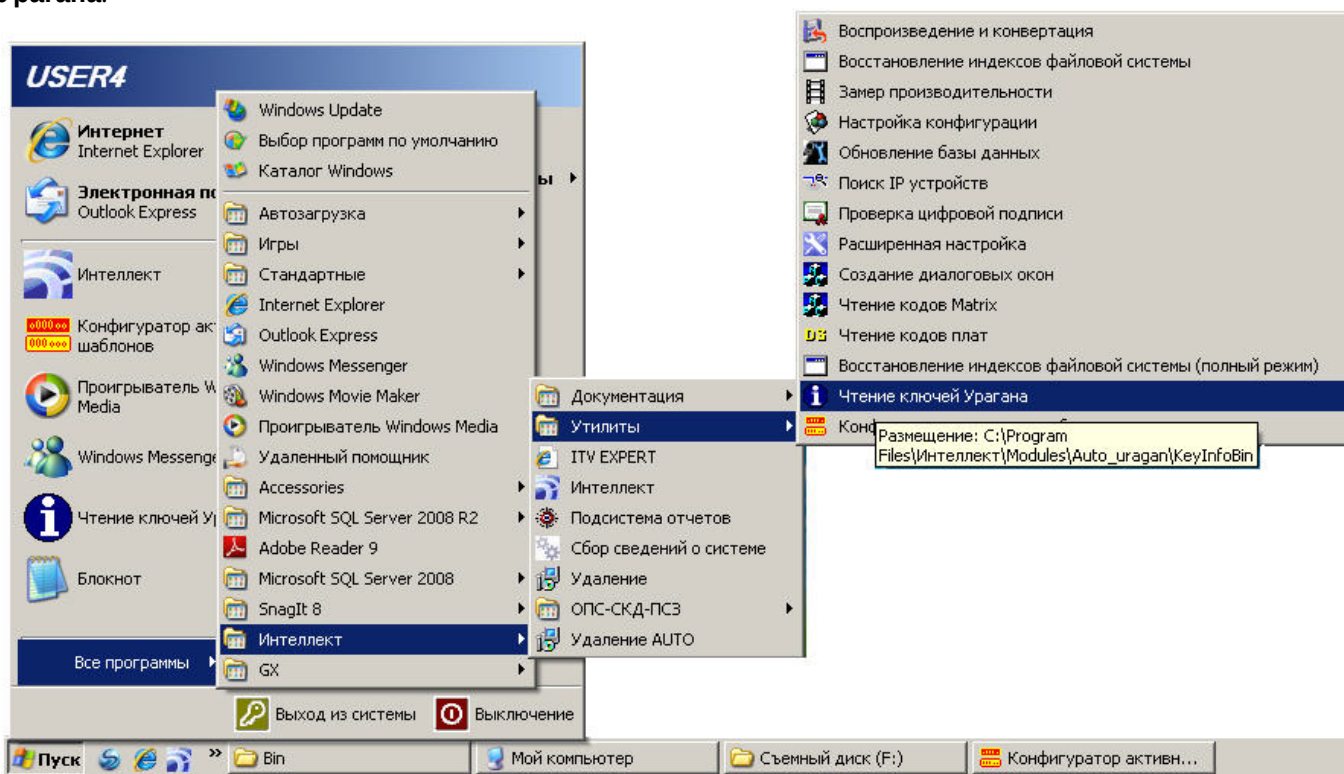 USER4
Интернет
Internet Explorer
Электронная по
Outlook Express
Интеллект
Конфигуратор ак
шаблонов
Проигрыватель W
Media
Windows Messenge
Чтение ключей У
Блокнот
Все программы
ы
Windows Update
Выбор программ по умолчанию
Каталог Windows
Автозагрузка
Игры
Стандартные
Internet Explorer
Outlook Express
Windows Messenger
Windows Movie Maker
Проигрыватель Windows Media
Удаленный помощник
Accessories
Microsoft SQL Server 2008 R2
Adobe Reader 9
Microsoft SQL Server 2008
SnagIt 8
Интеллект
GX
Документация
Утилиты
ITV EXPERT
Интеллект
Подсистема отчетов
Сбор сведений о системе
Удаление
ОПС-СКД-ПСЗ
Удаление AUTO
Воспроизведение и конвертация
Восстановление индексов файловой системы
Замер производительности
Настройка конфигурации
Обновление базы данных
Поиск IP устройств
Проверка цифровой подписи
Расширенная настройка
Создание диалоговых окон
Чтение кодов Matrix
Чтение кодов плат
Восстановление индексов файловой системы (полный режим)
Чтение ключей Урагана
Конф
Размещение: C:\Program
Files\Интеллект\Modules\Auto_uragan\KeyInfoBin
Выход из системы
Выключение
Пуск
Bin
Мой компьютер
Съемный диск (F:)
Конфигуратор активн...